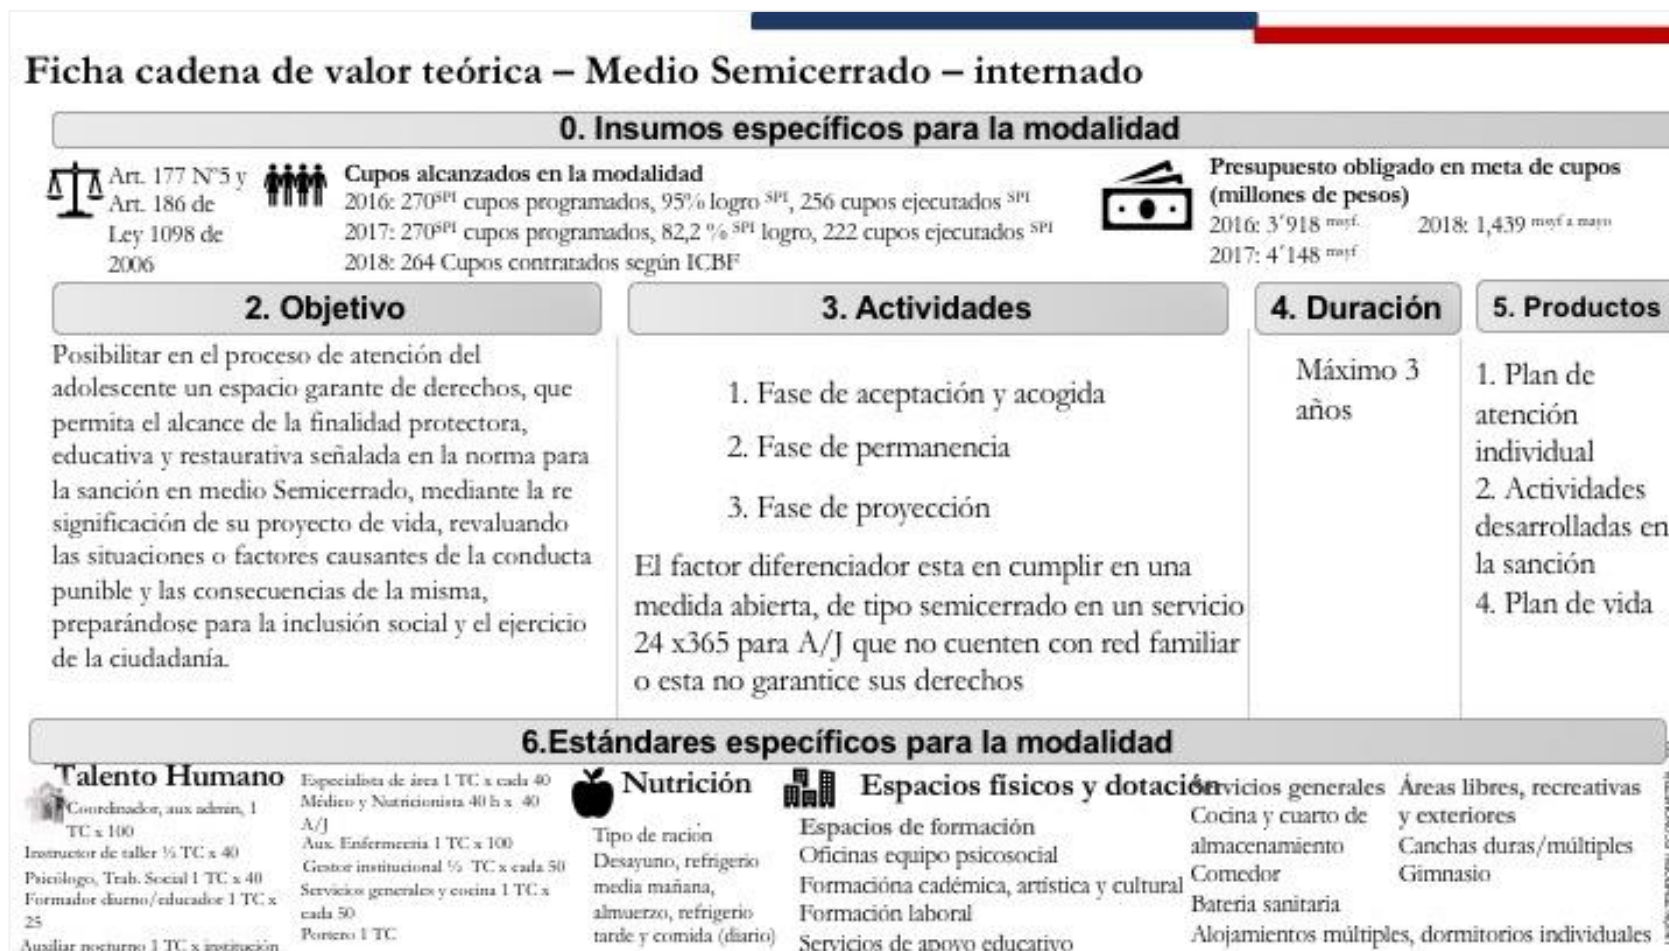 Ficha cadena de valor teórica – Medio Semicerrado – internado
0. Insumos específicos para la modalidad
Art. 177 N°5 y
Art. 186 de
Ley 1098 de
2006
Cupos alcanzados en la modalidad
2016: 270SPI cupos programados, 95% logro SPI, 256 cupos ejecutados SPI
2017: 270SPI cupos programados, 82,2 % SPI logro, 222 cupos ejecutados SPI
2018: 264 Cupos contratados según ICBF
Presupuesto obligado en meta de cupos
(millones de pesos)
2016: 3´918 msyf. 2018: 1,439 msyf a mayo
2017: 4´148 msyf
2. Objetivo
Posibilitar en el proceso de atención del
adolescente un espacio garante de derechos, que
permita el alcance de la finalidad protectora,
educativa y restaurativa señalada en la norma para
la sanción en medio Semicerrado, mediante la re
significación de su proyecto de vida, revaluando
las situaciones o factores causantes de la conducta
punible y las consecuencias de la misma,
preparándose para la inclusión social y el ejercicio
de la ciudadanía.
3. Actividades
1. Fase de aceptación y acogida
2. Fase de permanencia
3. Fase de proyección
El factor diferenciador esta en cumplir en una
medida abierta, de tipo semicerrado en un servicio
24 x365 para A/J que no cuenten con red familiar
o esta no garantice sus derechos
4. Duración
Máximo 3
años
5. Productos
1. Plan de
atención
individual
2. Actividades
desarrolladas en
la sanción
4. Plan de vida
6.Estándares específicos para la modalidad
Talento Humano
Coordinador, aux admin, 1
TC x 100
Instructor de taller ½ TC x 40
Psicólogo, Trab. Social 1 TC x 40
Formador diurno/educador 1 TC x
25
Auxiliar nocturno 1 TC x institución
Especialista de área 1 TC x cada 40
Médico y Nutricionista 40 h x 40
A/J
Aux. Enfermeria 1 TC x 100
Gestor institucional ½ TC x cada 50
Servicios generales y cocina 1 TC x
cada 50
Portero 1 TC
Nutrición
Tipo de ración
Desayuno, refrigerio
media mañana,
almuerzo, refrigerio
tarde y comida (diario)
Espacios físicos y dotación
Espacios de formación
Oficinas equipo psicosocial
Formacióna cadémica, artística y cultural
Formación laboral
Servicios de apoyo educativo
Servicios generales
Cocina y cuarto de
almacenamiento
Comedor
Bateria sanitaria
Alojamientos múltiples, dormitorios individuales
Áreas libres, recreativas
y exteriores
Canchas duras/múltiples
Gimnasio